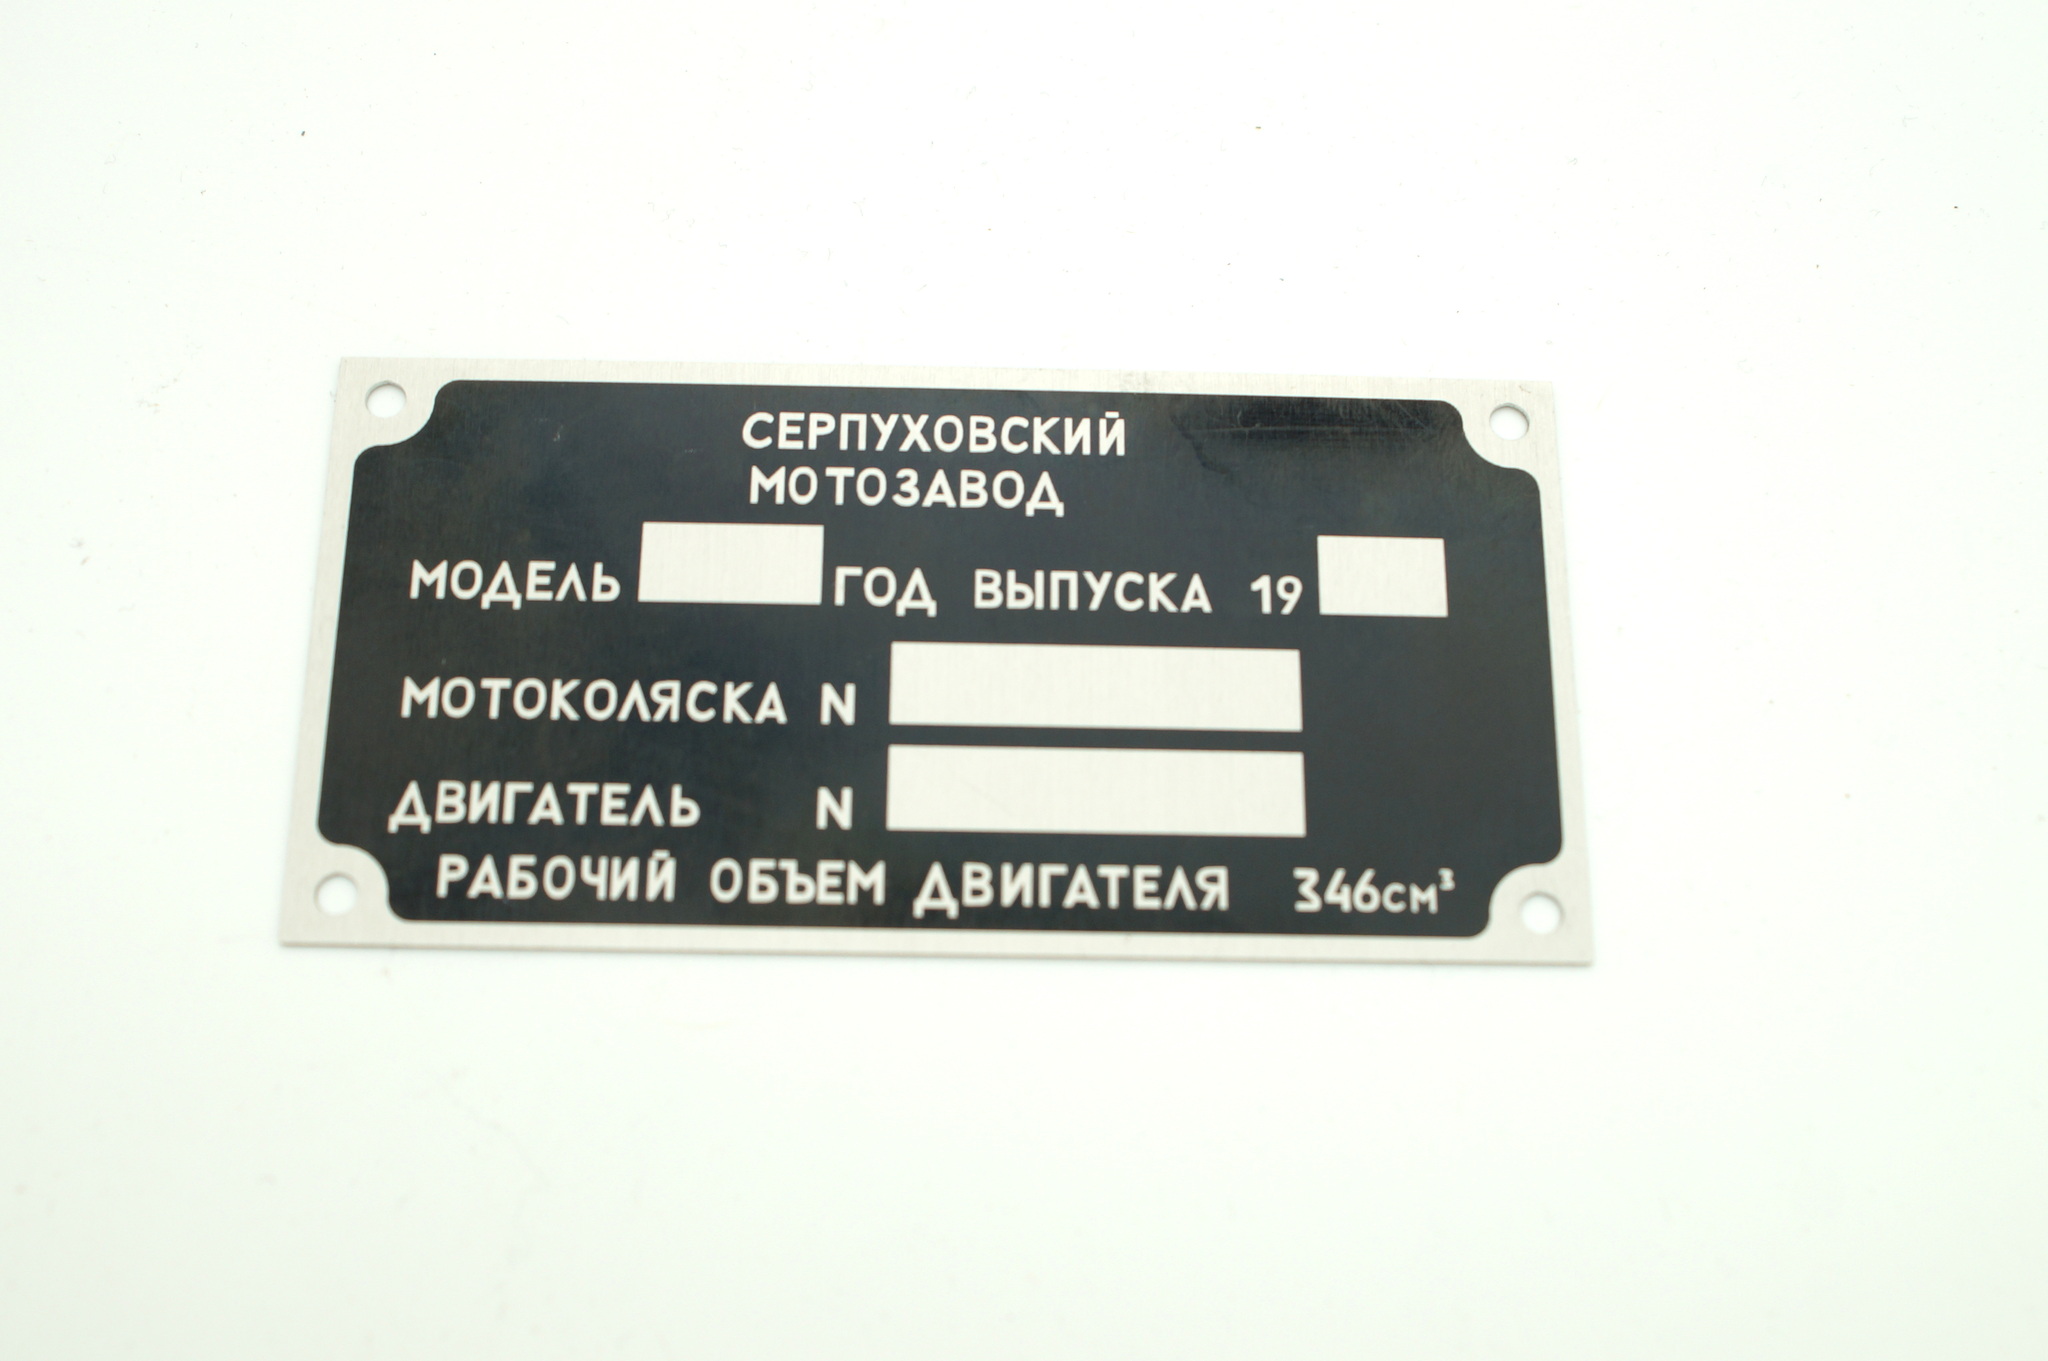 СЕРПУХОВСКИЙ
МОТОЗАВОД
МОДЕЛЬ ГОД ВЫПУСКА 19
МОТОКОЛЯСКА N
ДВИГАТЕЛЬ N
РАБОЧИЙ ОБЪЕМ ДВИГАТЕЛЯ 346см³